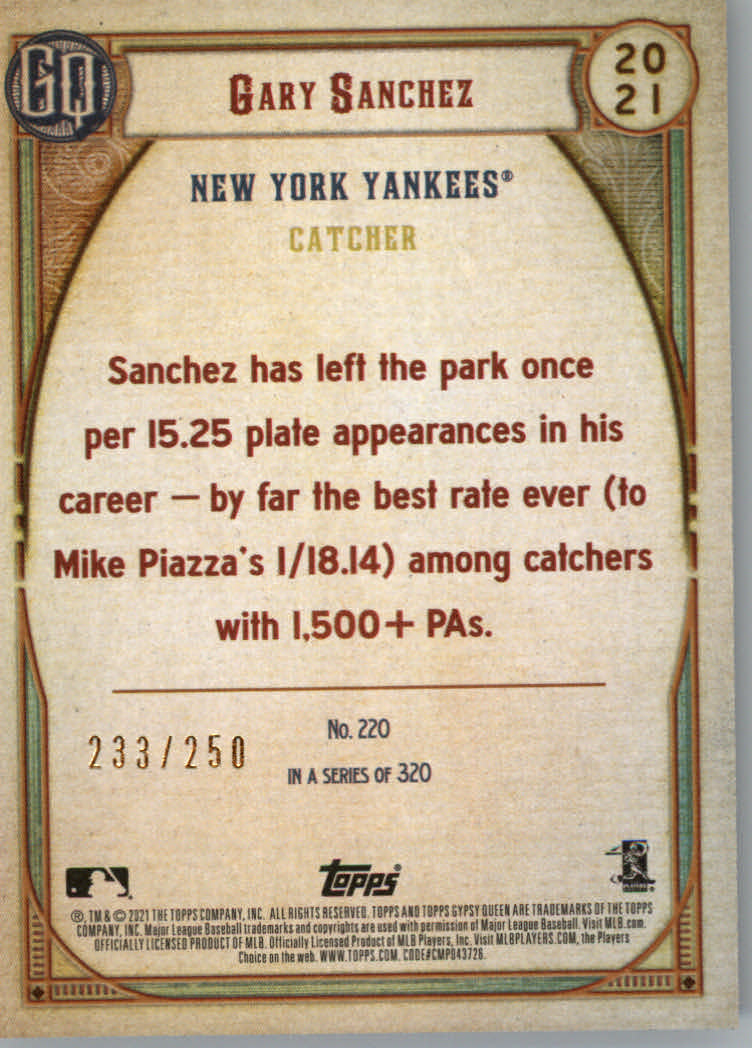 GQ
GARY SANCHEZ
20
21
NEW YORK YANKEES®
CATCHER
Sanchez has left the park once
per 15.25 plate appearances in his
career — by far the best rate ever (to
Mike Piazza's 1/18.14) among catchers
with 1,500+ PAs.
233/250
No. 220
IN A SERIES OF 320
Topps®
®, TM & © 2021 THE TOPPS COMPANY, INC. ALL RIGHTS RESERVED. TOPPS AND TOPPS GYPSY QUEEN ARE TRADEMARKS OF THE TOPPS
COMPANY, INC. Major League Baseball trademarks and copyrights are used with permission of Major League Baseball. Visit MLB.com.
OFFICIALLY LICENSED PRODUCT OF MLB. Officially Licensed Product of MLB Players, Inc. Visit MLBPLAYERS.COM, the Players
Choice on the web. WWW.TOPPS.COM. CODE#CMP043726.